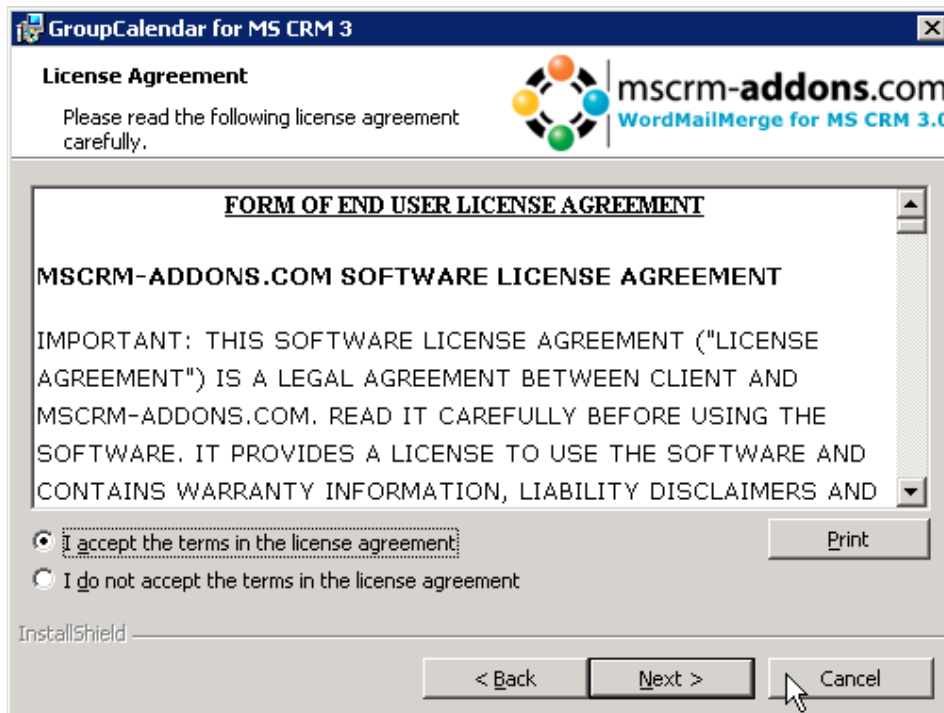 GroupCalendar for MS CRM 3
License Agreement
Please read the following license agreement
carefully.
mscrm-addons.com
WordMailMerge for MS CRM 3.0
FORM OF END USER LICENSE AGREEMENT
MSCRM-ADDONS.COM SOFTWARE LICENSE AGREEMENT
IMPORTANT: THIS SOFTWARE LICENSE AGREEMENT ("LICENSE
AGREEMENT") IS A LEGAL AGREEMENT BETWEEN CLIENT AND
MSCRM-ADDONS.COM. READ IT CAREFULLY BEFORE USING THE
SOFTWARE. IT PROVIDES A LICENSE TO USE THE SOFTWARE AND
CONTAINS WARRANTY INFORMATION, LIABILITY DISCLAIMERS AND
I accept the terms in the license agreement
Print
I do not accept the terms in the license agreement
InstallShield
< Back
Next >
Cancel